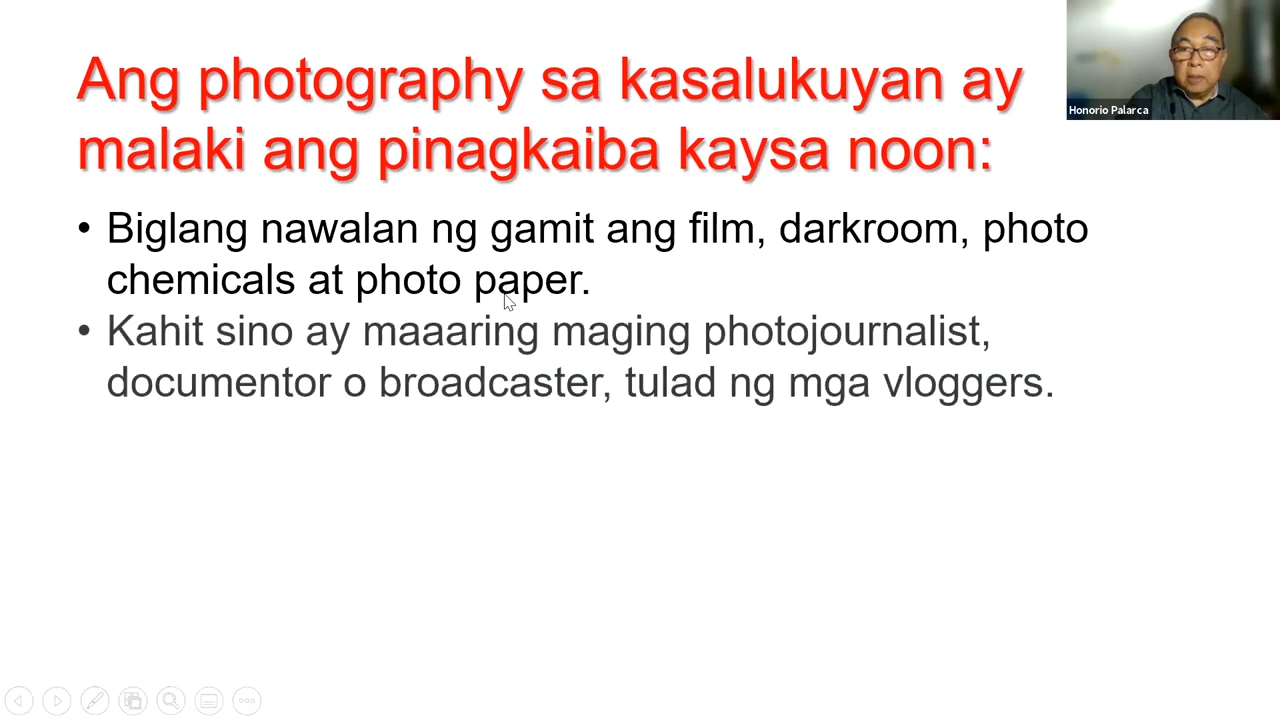 Ang photography sa kasalukuyan ay
malaki ang pinagkaiba kaysa noon:
• Biglang nawalan ng gamit ang film, darkroom, photo
chemicals at photo paper.
• Kahit sino ay maaaring maging photojournalist,
documentor o broadcaster, tulad ng mga vloggers.
Honorio Palarca